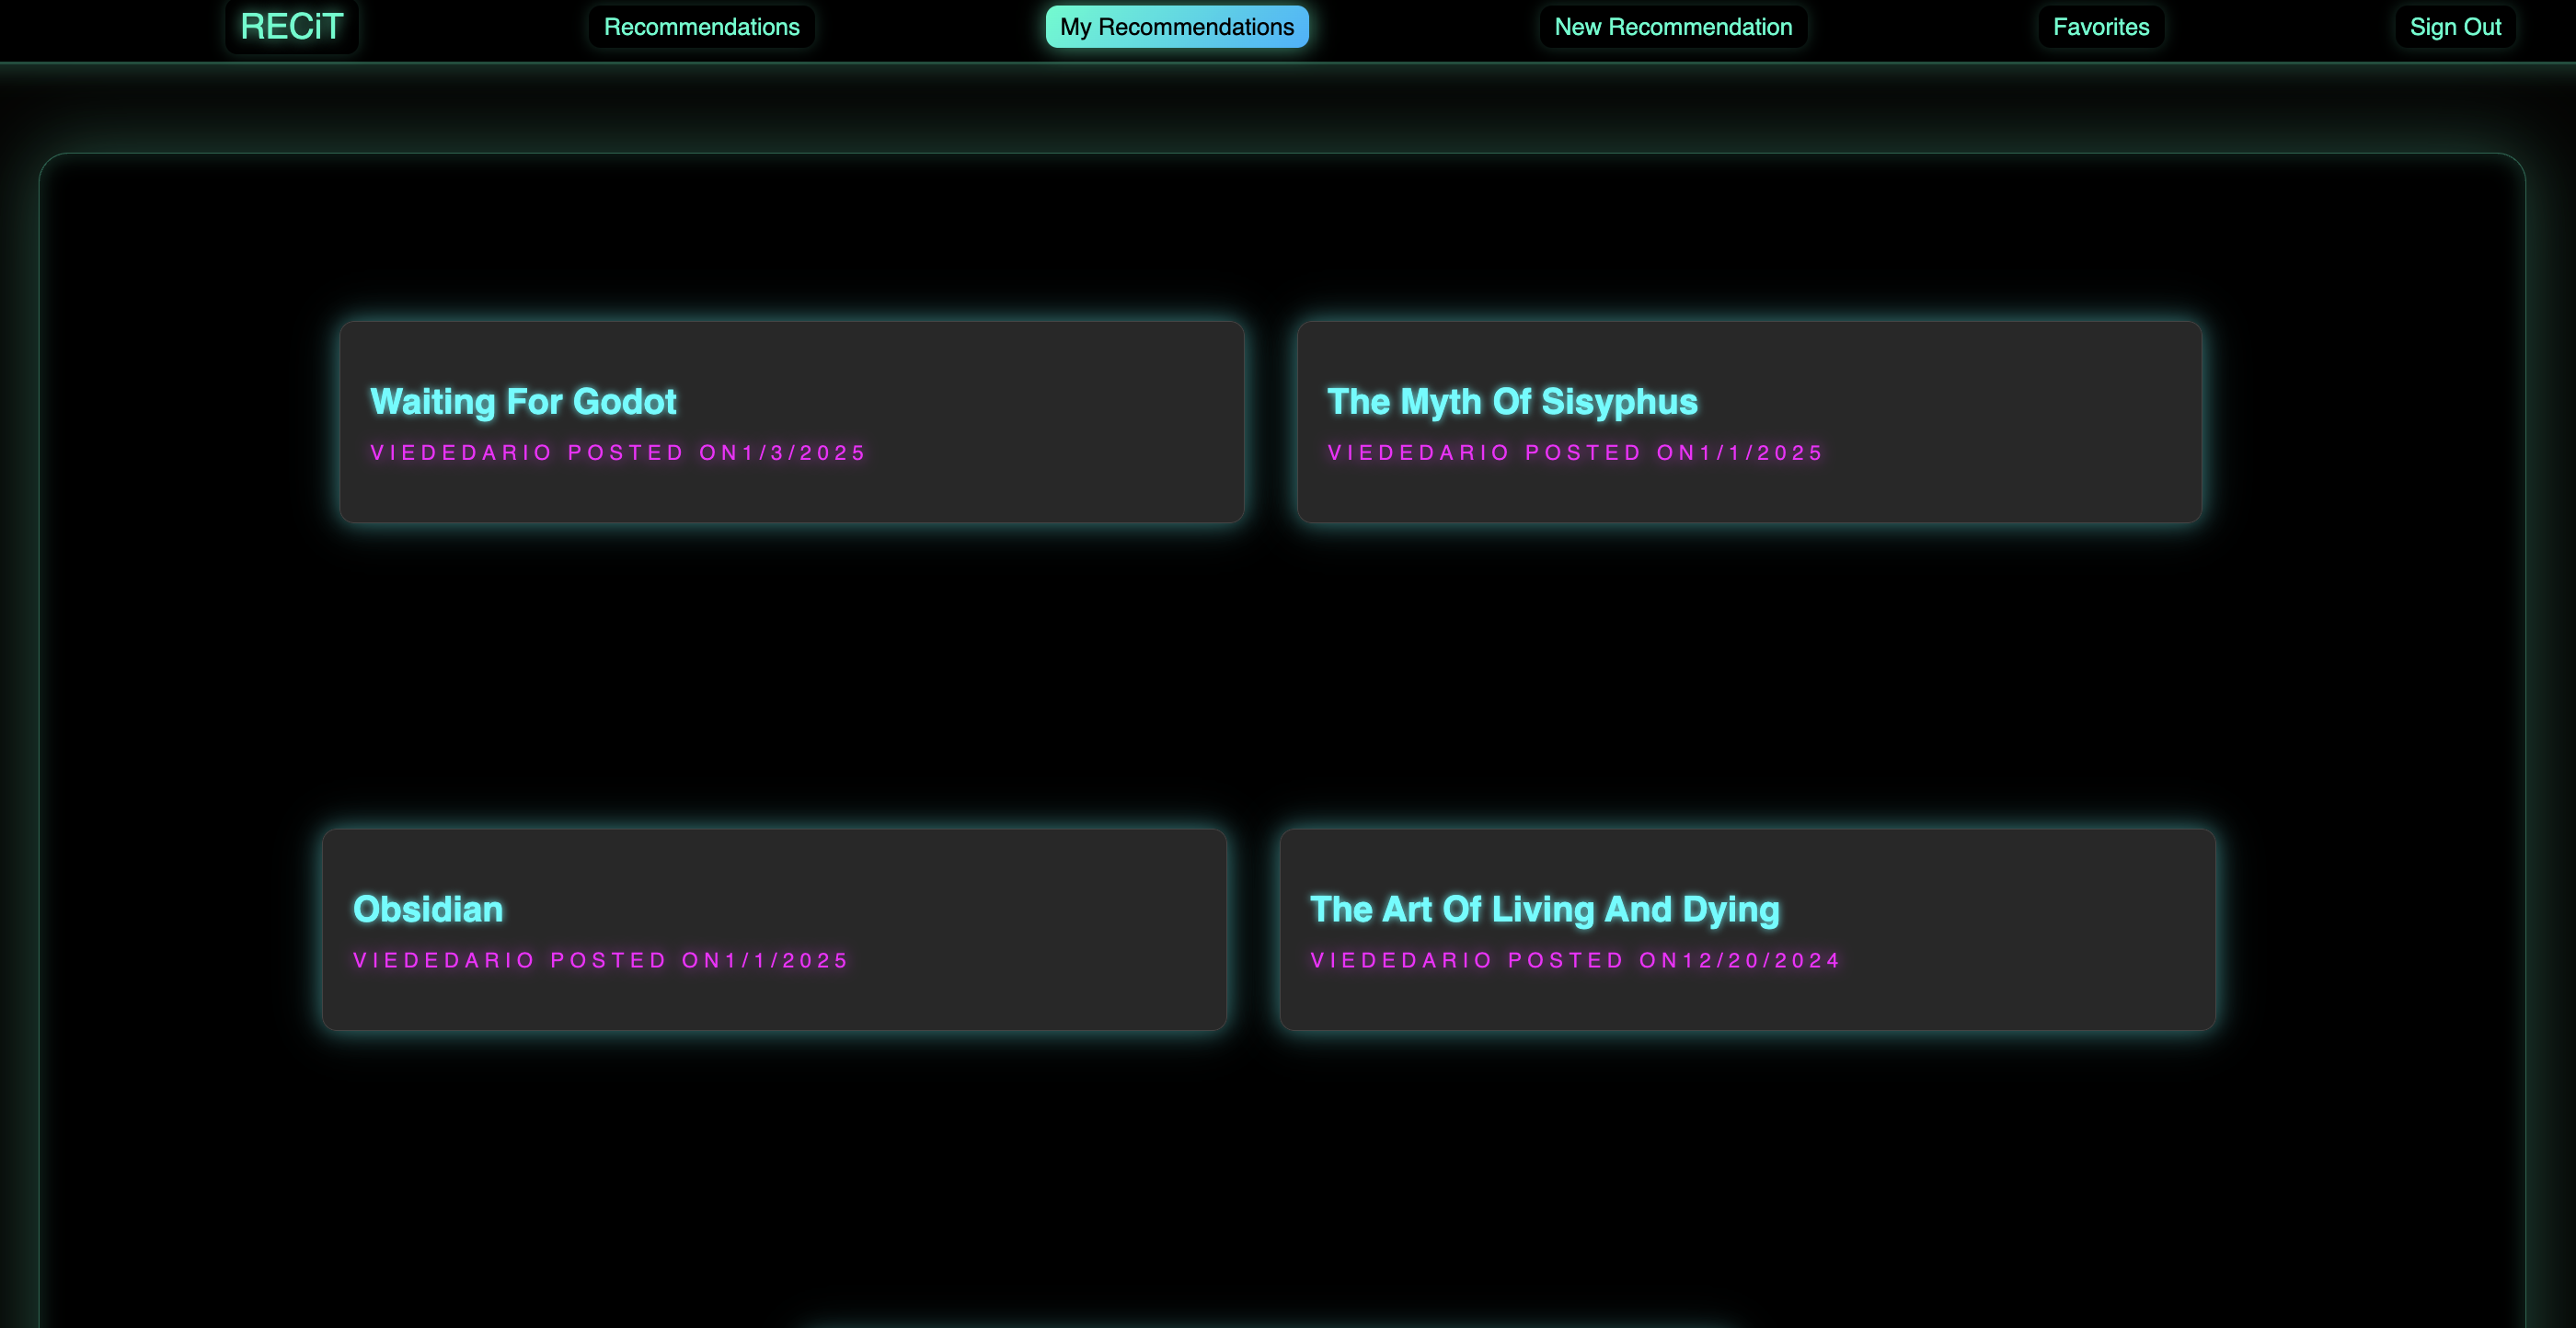 RECiT Recommendations My Recommendations New Recommendation Favorites Sign Out
Waiting For Godot
VIEDEDARIO POSTED ON1/3/2025
The Myth Of Sisyphus
VIEDEDARIO POSTED ON1/1/2025
Obsidian
VIEDEDARIO POSTED ON1/1/2025
The Art Of Living And Dying
VIEDEDARIO POSTED ON12/20/2024